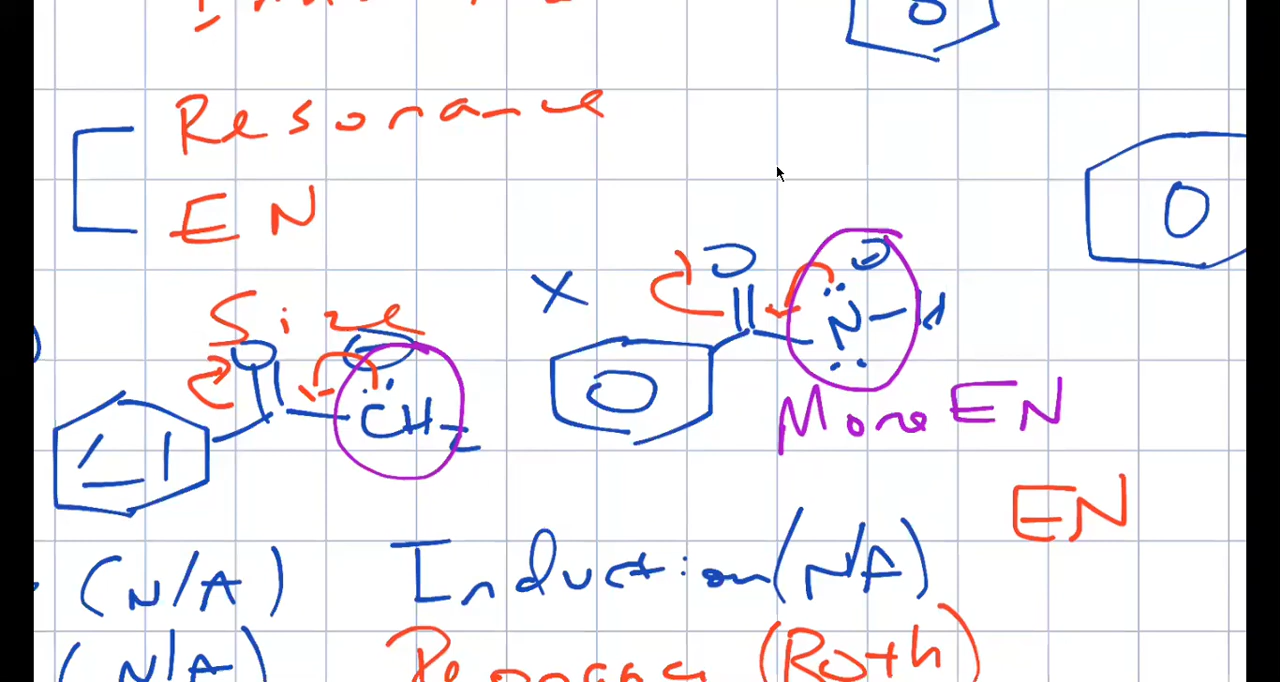 Resonance
EN
Size
O
O
CH2
N-H
More EN
EN
(N/A) Induction (N/A)
(N/A) (Both)